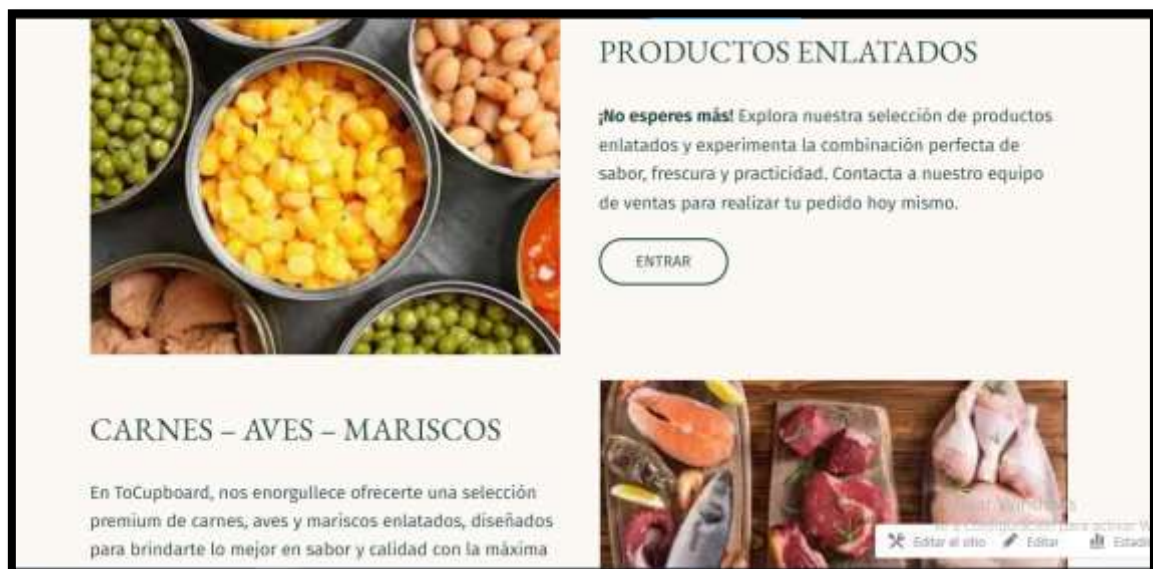 PRODUCTOS ENLATADOS
¡No esperes más! Explora nuestra selección de productos
enlatados y experimenta la combinación perfecta de
sabor, frescura y practicidad. Contacta a nuestro equipo
de ventas para realizar tu pedido hoy mismo.
ENTRAR
CARNES – AVES – MARISCOS
En ToCupboard, nos enorgullece ofrecerte una selección
premium de carnes, aves y mariscos enlatados, diseñados
para brindarte lo mejor en sabor y calidad con la máxima
Windows
para activar
Editar el sitio
Editar